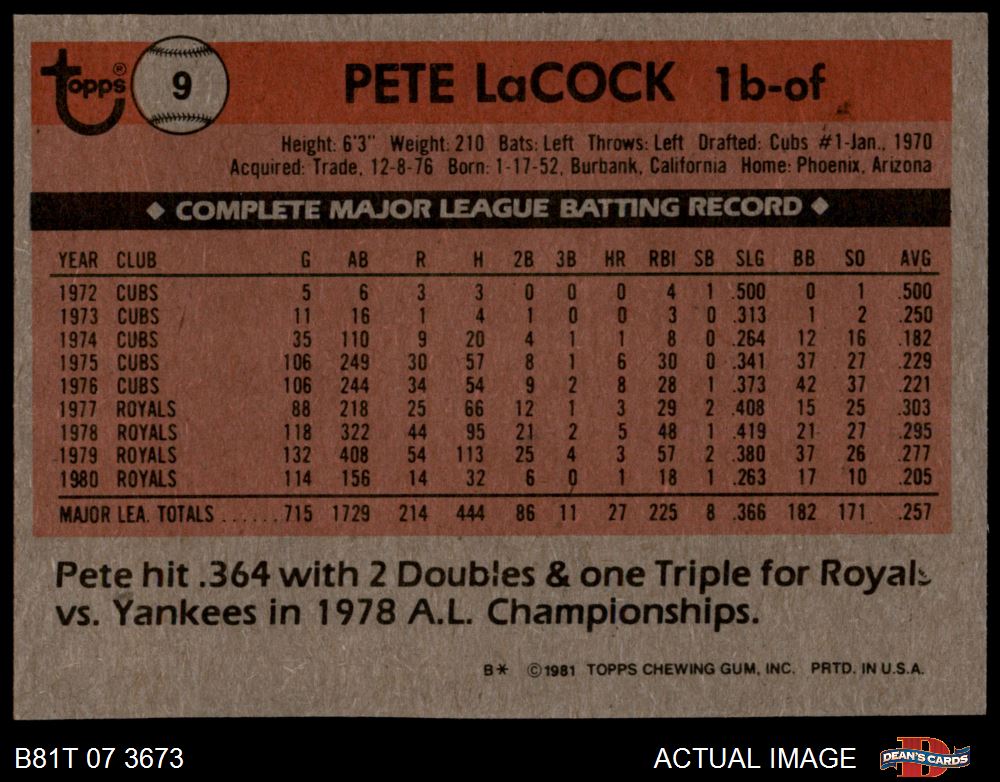 topps® 9 PETE LaCOCK 1b-of
Height: 6'3" Weight: 210 Bats: Left Throws: Left Drafted: Cubs #1-Jan., 1970
Acquired: Trade, 12-8-76 Born: 1-17-52, Burbank, California Home: Phoenix, Arizona
◆ COMPLETE MAJOR LEAGUE BATTING RECORD ◆
YEAR CLUB G AB R H 2B 3B HR RBI SB SLG BB SO AVG
1972 CUBS 5 6 3 3 0 0 0 4 1 .500 0 1 .500
1973 CUBS 11 16 1 4 1 0 0 3 0 .313 1 2 .250
1974 CUBS 35 110 9 20 4 1 1 8 0 .264 12 16 .182
1975 CUBS 106 249 30 57 8 1 6 30 0 .341 37 27 .229
1976 CUBS 106 244 34 54 9 2 8 28 1 .373 42 37 .221
1977 ROYALS 88 218 25 66 12 1 3 29 2 .408 15 25 .303
1978 ROYALS 118 322 44 95 21 2 5 48 1 .419 21 27 .295
1979 ROYALS 132 408 54 113 25 4 3 57 2 .380 37 26 .277
1980 ROYALS 114 156 14 32 6 0 1 18 1 .263 17 10 .205
MAJOR LEA. TOTALS ......715 1729 214 444 86 11 27 225 8 .366 182 171 .257
Pete hit .364 with 2 Doubles & one Triple for Royals
vs. Yankees in 1978 A.L. Championships.
B* ©1981 TOPPS CHEWING GUM, INC. PRTD. IN U.S.A.
B81T 07 3673 ACTUAL IMAGE DEAN'S CARDS